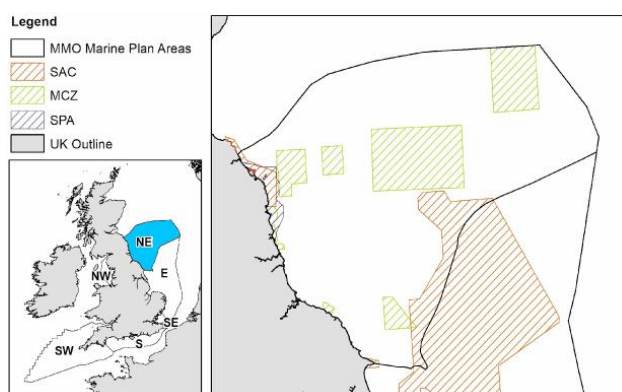 Legend
MMO Marine Plan Areas
SAC
MCZ
SPA
UK Outline
NE
NW
E
SE
S
SW